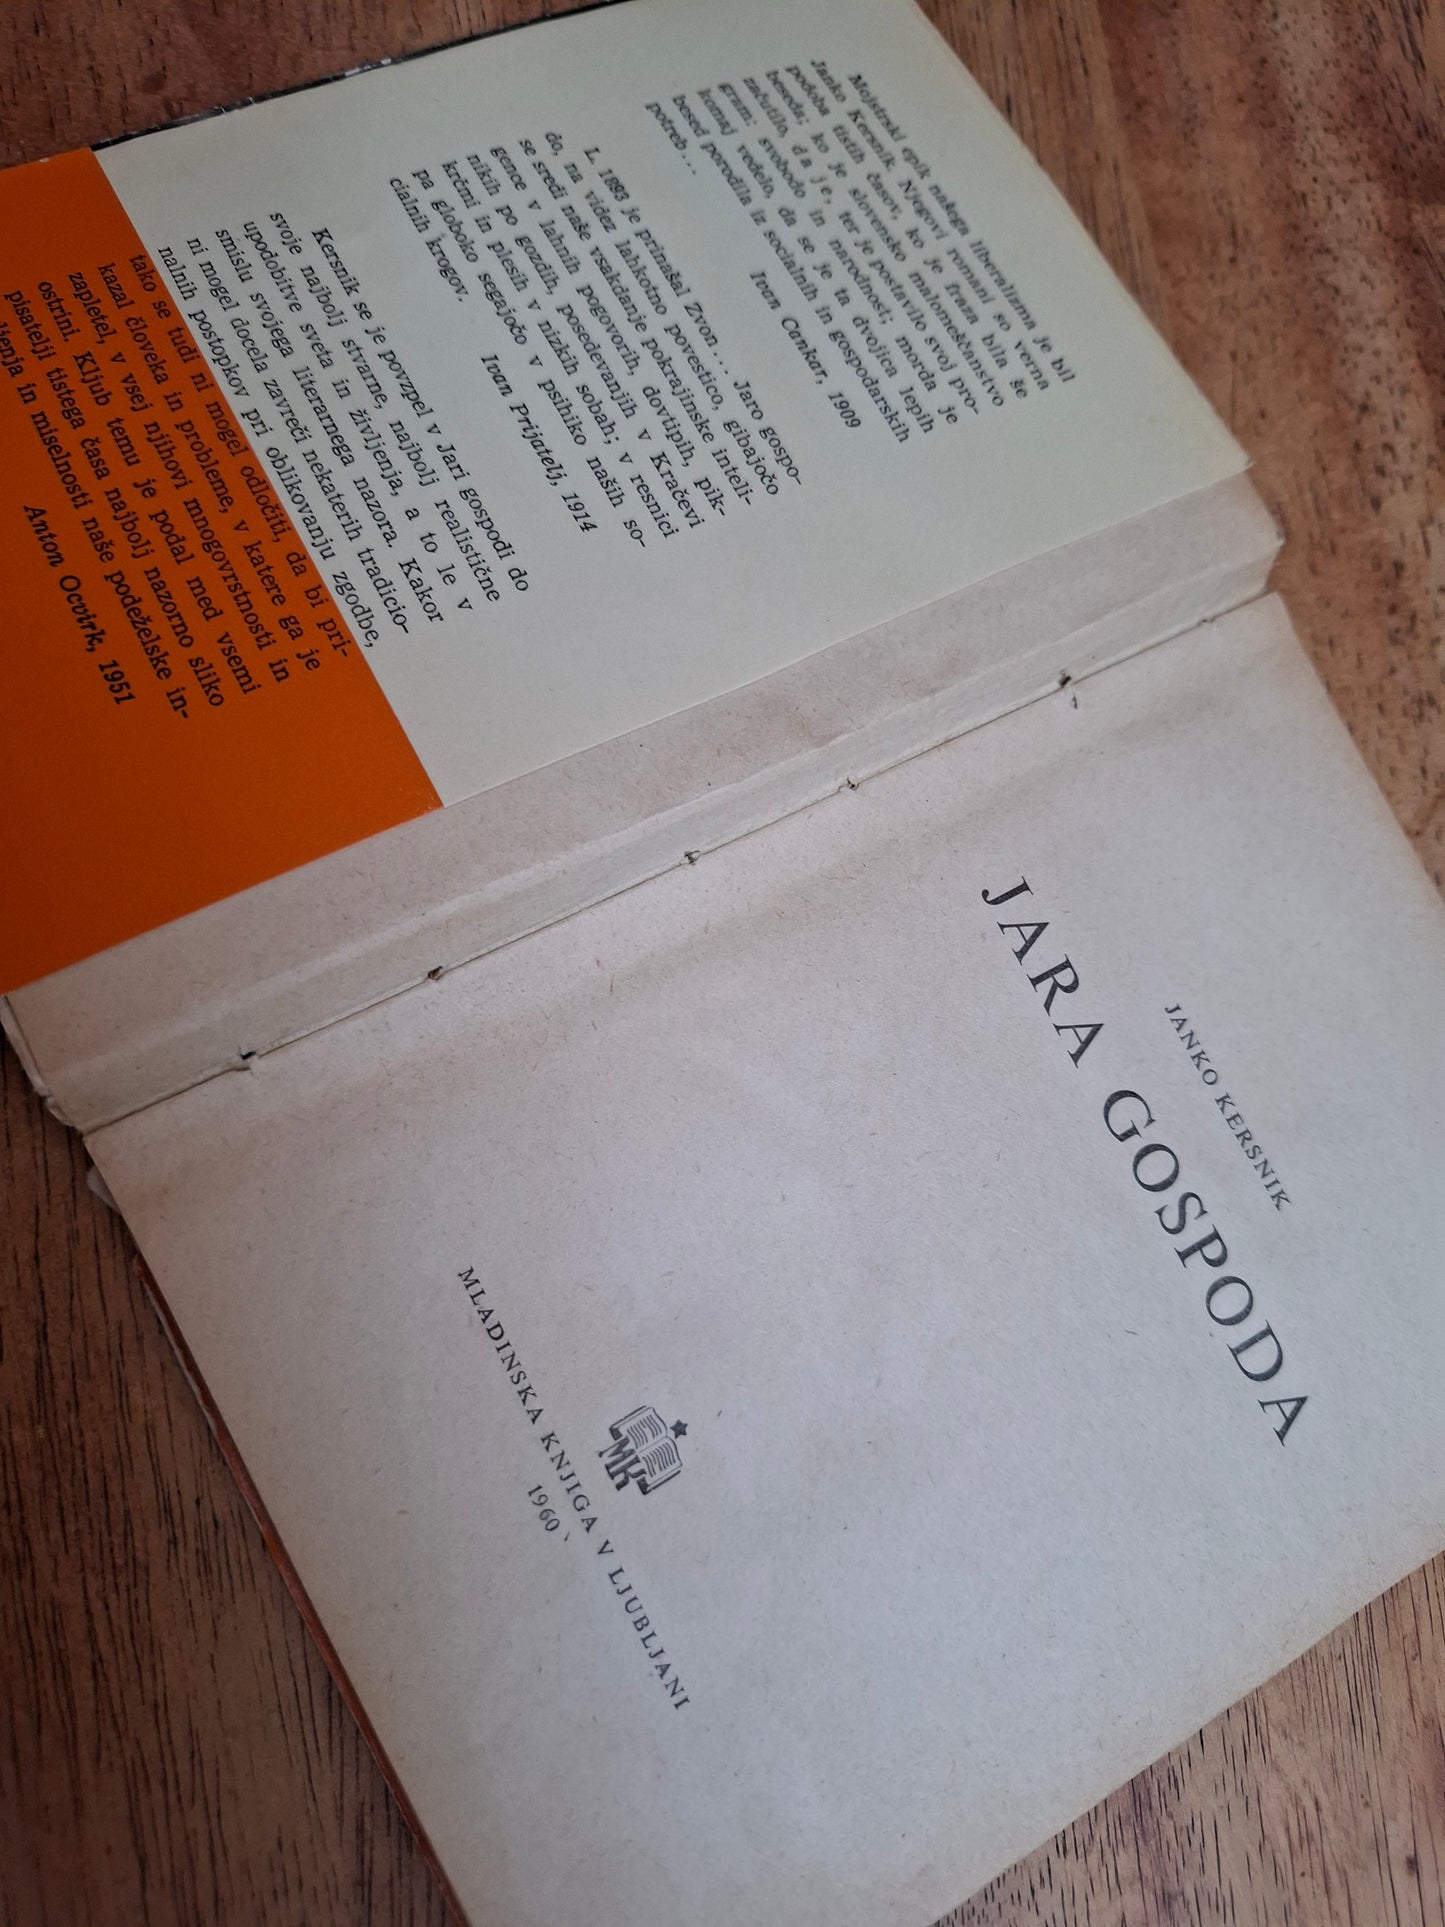 Mojstrski epik našega liberalizma je bil
Janko Kersnik. Njegovi romani so verna
podoba tistih časov, ko je fraza bila še
beseda; ko je slovensko malomeščanstvo
začutilo, da je, ter je postavilo svoj pro-
gram: svobodo in narodnost; morda je
komaj vedelo, da se je ta dvojica lepih
besed porodila iz socialnih in gospodarskih
potreb...
Ivan Cankar, 1909
L. 1893 je prinašal Zvon... Jaro gospo-
do, na videz lahkotno povestico, gibajočo
se sredi naše vsakdanje pokrajinske inteli-
gence v lahnih pogovorih, dovtipih, pik-
nikih po gozdih, posedevanjih v Kračevi
krčmi in plesih v nizkih sobah; v resnici
pa globoko segajočo v psihiko naših so-
cialnih krogov.
Ivan Prijatelj, 1914
Kersnik se je povzpel v Jari gospodi do
svoje najbolj stvarne, najbolj realistične
upodobitve sveta in življenja, a to le v
smislu svojega literarnega nazora. Kakor
ni mogel docela zavreči nekaterih tradicio-
nalnih postopkov pri oblikovanju zgodbe,
tako se tudi ni mogel odločiti, da bi pri-
kazal človeka in probleme, v katere ga je
zapletel, v vsej njihovi mnogovrstnosti in
ostrini. Kljub temu je podal med vsemi
pisatelji tistega časa najbolj nazorno sliko
in miselnosti naše podeželske in-
Anton Ocvirk, 1951
JANKO KERSNIK
JARA GOSPODA
MK
MLADINSKA KNJIGA V LJUBLJANI
1960